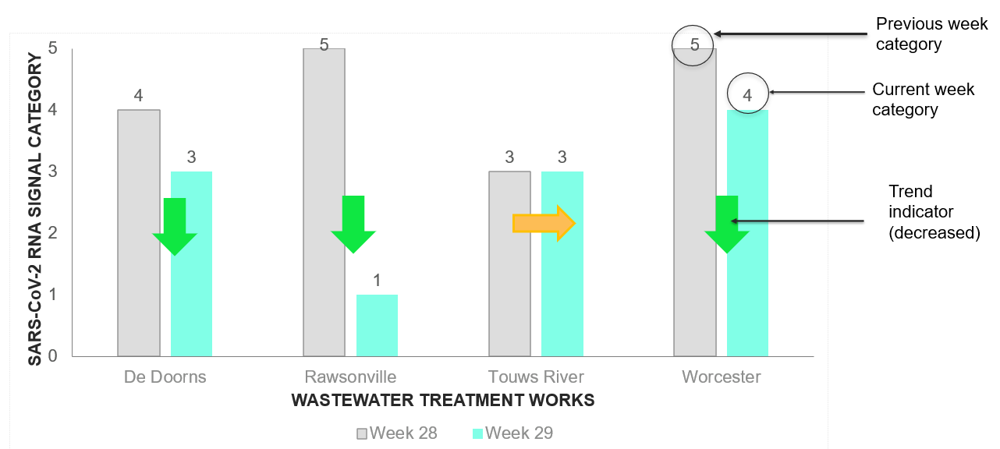 SARS-CoV-2 RNA SIGNAL CATEGORY
5
4
3
2
1
0
4
3
5
1
3
3
5
4
Previous week
category
Current week
category
Trend
indicator
(decreased)
De Doorns
Rawsonville
Touws River
Worcester
WASTEWATER TREATMENT WORKS
Week 28
Week 29